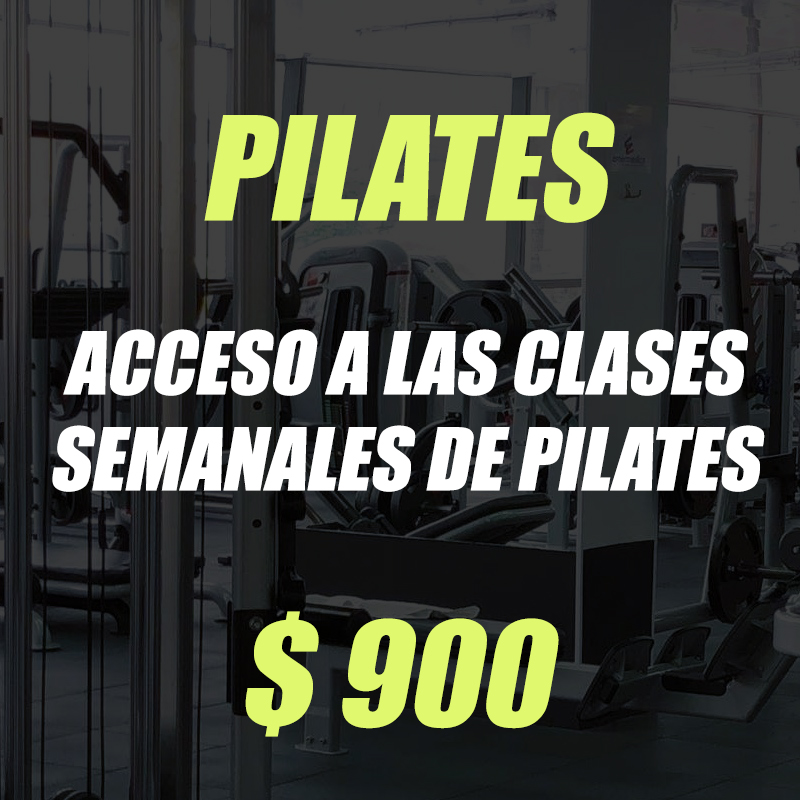 PILATES
ACCESO A LAS CLASES
SEMANALES DE PILATES
$ 900